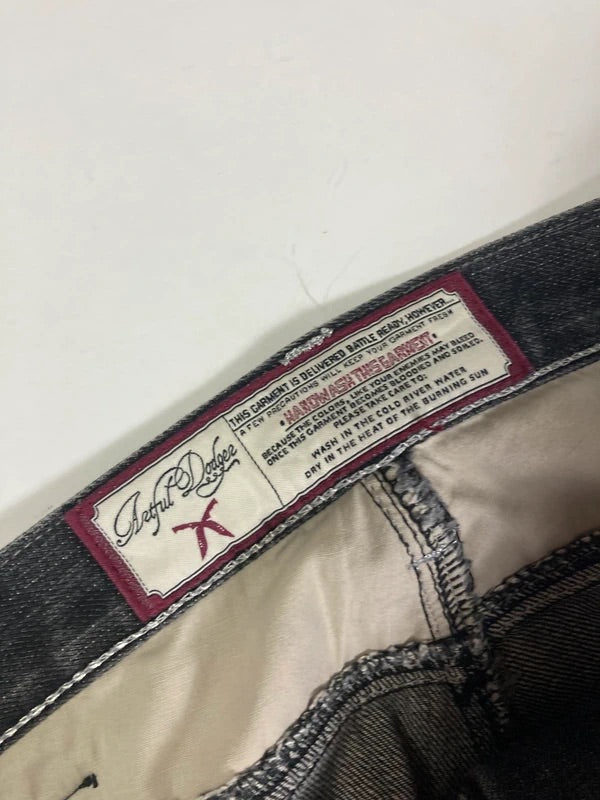 Artful Dodger
THIS GARMENT IS DELIVERED BATTLE READY, HOWEVER...
A FEW PRECAUTIONS WILL KEEP YOUR GARMENT FRESH
• HANDWASH THIS GARMENT •
BECAUSE THE COLORS, LIKE YOUR ENEMIES MAY BLEED
ONCE THIS GARMENT BECOMES BLOODIED AND SOILED.
PLEASE TAKE CARE TO:
WASH IN THE COLD RIVER WATER
DRY IN THE HEAT OF THE BURNING SUN